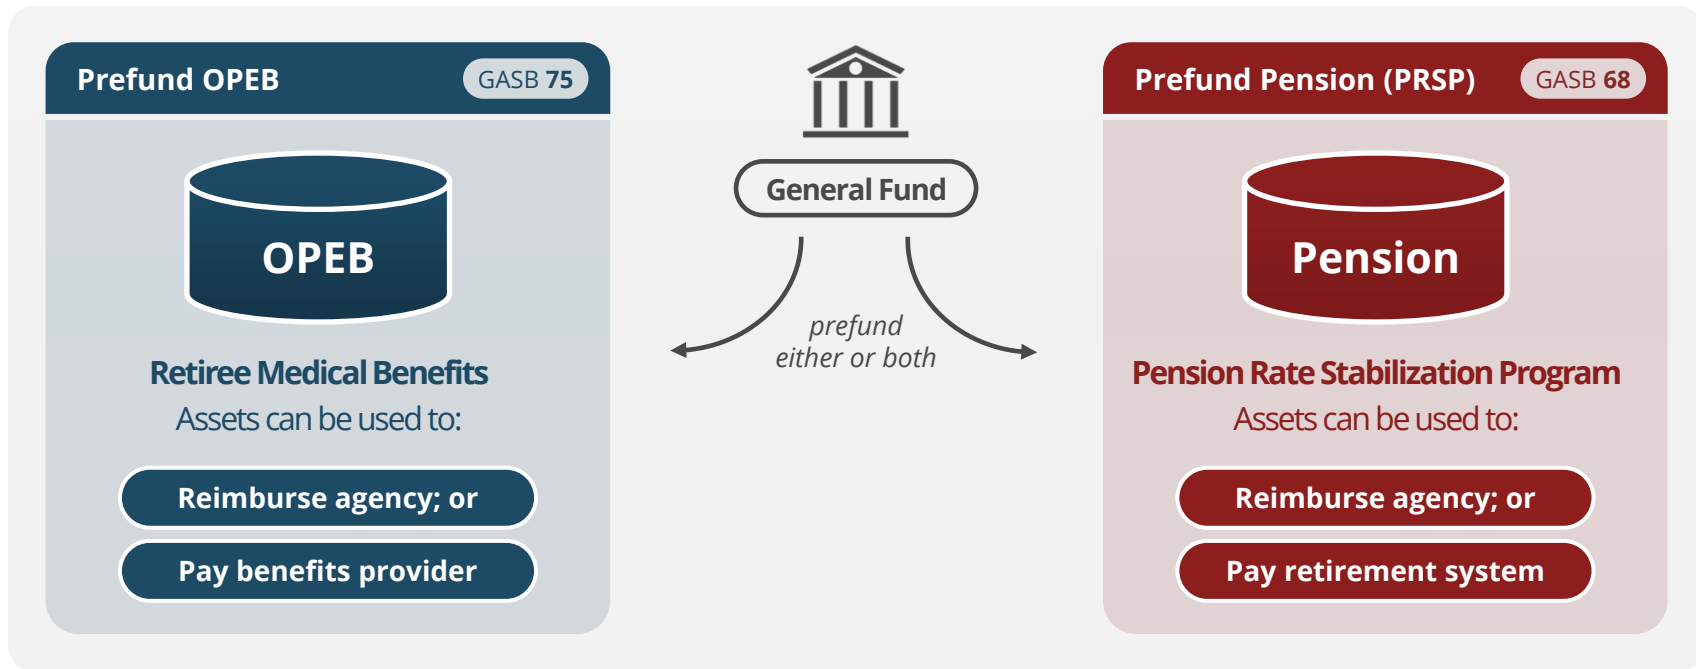 Prefund OPEB
GASB 75
OPEB
Retiree Medical Benefits
Assets can be used to:
Reimburse agency; or
Pay benefits provider
General Fund
prefund
either or both
Prefund Pension (PRSP)
GASB 68
Pension
Pension Rate Stabilization Program
Assets can be used to:
Reimburse agency; or
Pay retirement system